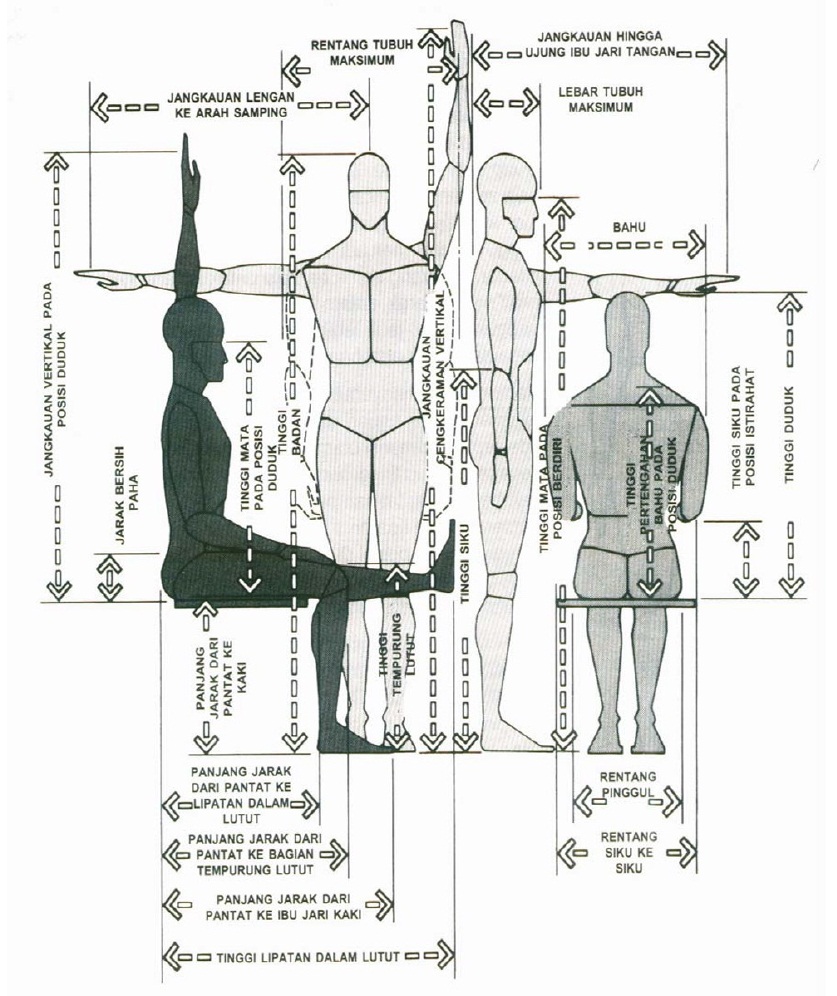 RENTANG TUBUH
MAKSIMUM
JANGKAUAN HINGGA
UJUNG IBU JARI TANGAN
JANGKAUAN LENGAN
KE ARAH SAMPING
LEBAR TUBUH
MAKSIMUM
BAHU
JANGKAUAN VERTIKAL PADA
POSISI DUDUK
JARAK BERSIH
PAHA
TINGGI MATA
PADA POSISI
DUDUK
TINGGI
BADAN
JANGKAUAN
CENGKERAMAN VERTIKAL
TINGGI SIKU
TINGGI MATA PADA
POSISI BERDIRI
TINGGI
PERTENGAHAN
BAHU PADA
POSISI DUDUK
TINGGI SIKU PADA
POSISI ISTIRAHAT
TINGGI DUDUK
PANJANG
JARAK DARI
PANTAT KE
KAKI
TINGGI
TEMPURUNG
LUTUT
PANJANG JARAK
DARI PANTAT KE
LIPATAN DALAM
LUTUT
PANJANG JARAK DARI
PANTAT KE BAGIAN
TEMPURUNG LUTUT
PANJANG JARAK DARI
PANTAT KE IBU JARI KAKI
TINGGI LIPATAN DALAM LUTUT
RENTANG
PINGGUL
RENTANG
SIKU KE
SIKU